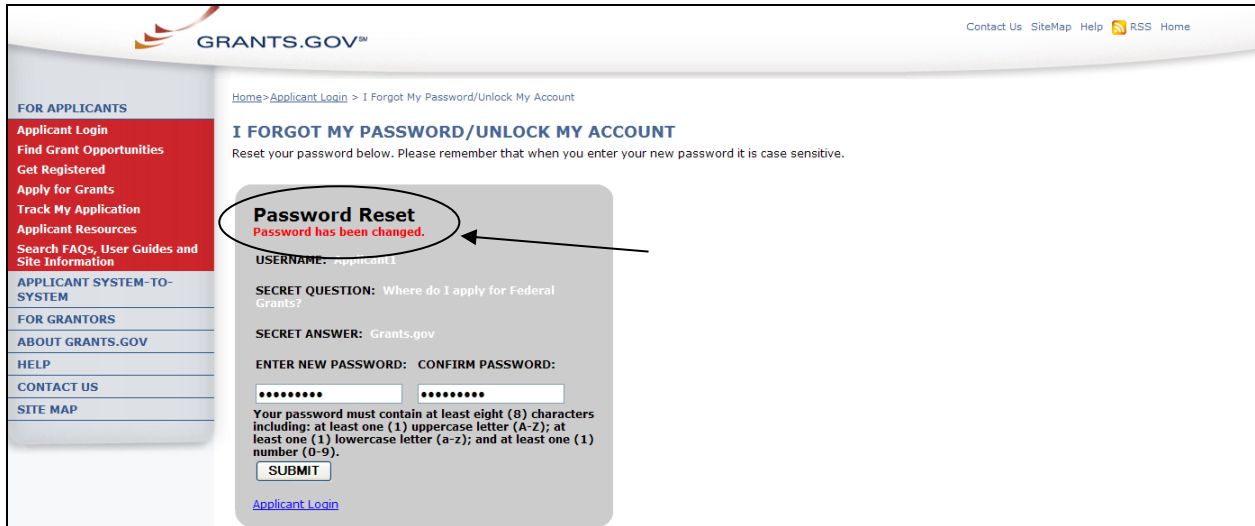 GRANTS.GOV℠
Contact Us SiteMap Help RSS Home
FOR APPLICANTS
Applicant Login
Find Grant Opportunities
Get Registered
Apply for Grants
Track My Application
Applicant Resources
Search FAQs, User Guides and
Site Information
APPLICANT SYSTEM-TO-
SYSTEM
FOR GRANTORS
ABOUT GRANTS.GOV
HELP
CONTACT US
SITE MAP
Home>Applicant Login > I Forgot My Password/Unlock My Account
I FORGOT MY PASSWORD/UNLOCK MY ACCOUNT
Reset your password below. Please remember that when you enter your new password it is case sensitive.
Password Reset
Password has been changed.
USERNAME: Applicant1
SECRET QUESTION: Where do I apply for Federal
Grants?
SECRET ANSWER: Grants.gov
ENTER NEW PASSWORD: CONFIRM PASSWORD:
••••••••• •••••••••
Your password must contain at least eight (8) characters
including: at least one (1) uppercase letter (A-Z); at
least one (1) lowercase letter (a-z); and at least one (1)
number (0-9).
SUBMIT
Applicant Login